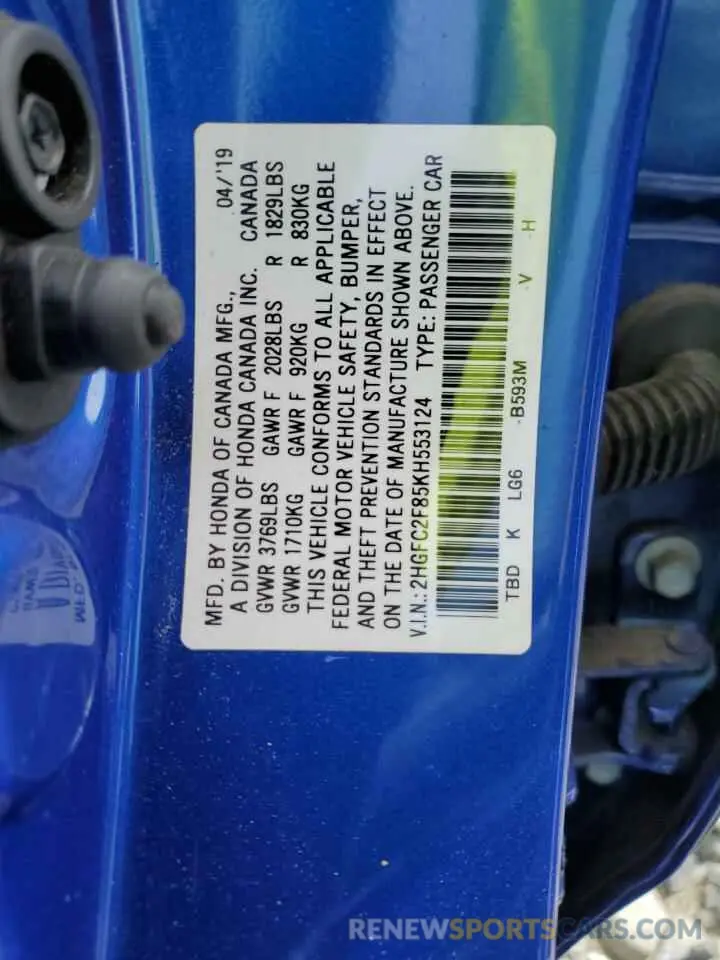 MFD. BY HONDA OF CANADA MFG., 04/'19
A DIVISION OF HONDA CANADA INC. CANADA
GVWR 3769LBS GAWR F 2028LBS R 1829LBS
GVWR 1710KG GAWR F 920KG R 830KG
THIS VEHICLE CONFORMS TO ALL APPLICABLE
FEDERAL MOTOR VEHICLE SAFETY, BUMPER,
AND THEFT PREVENTION STANDARDS IN EFFECT
ON THE DATE OF MANUFACTURE SHOWN ABOVE.
V.I.N.: 2HGFC2F85KH553124 TYPE: PASSENGER CAR
TBD K LG6 -B593M -V -H
RENEWSPORTSCARS.COM